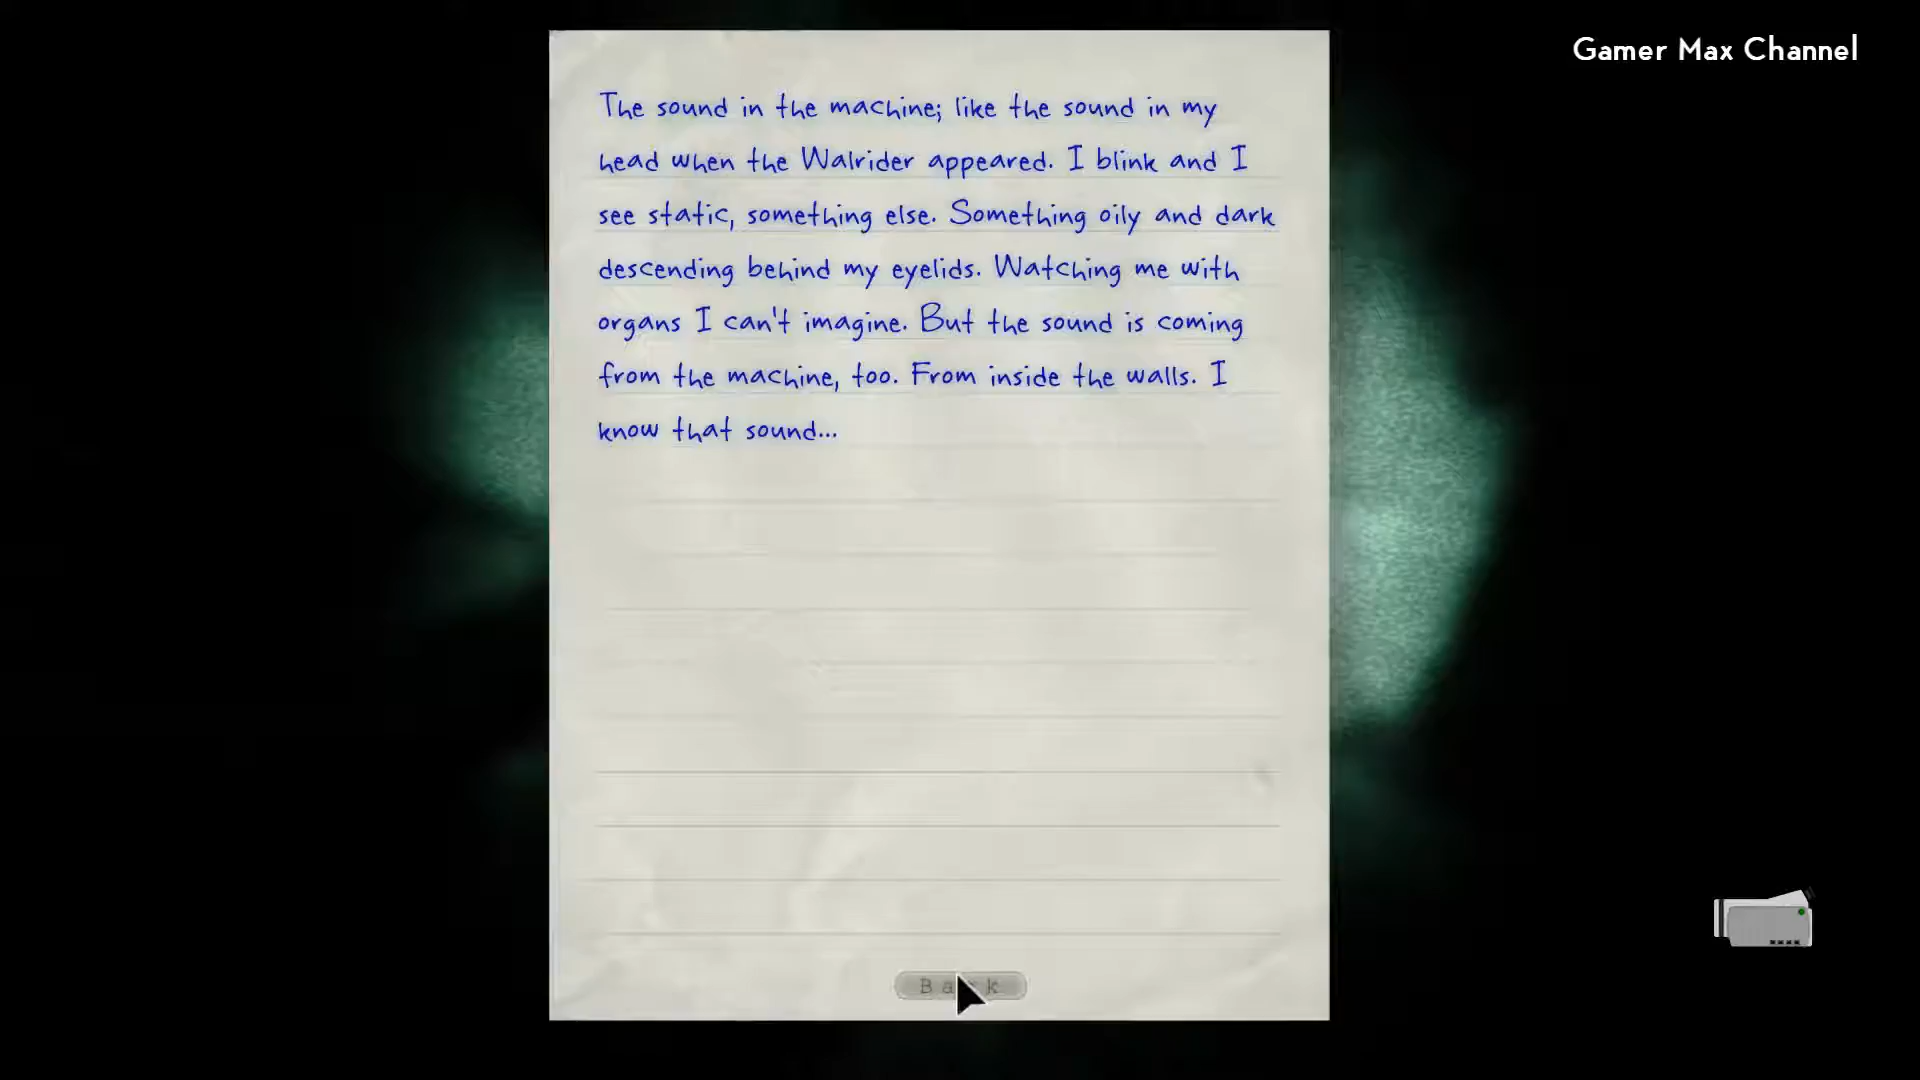 Gamer Max Channel
The sound in the machine; like the sound in my
head when the Walrider appeared. I blink and I
see static, something else. Something oily and dark
descending behind my eyelids. Watching me with
organs I can't imagine. But the sound is coming
from the machine, too. From inside the walls. I
know that sound...
Back